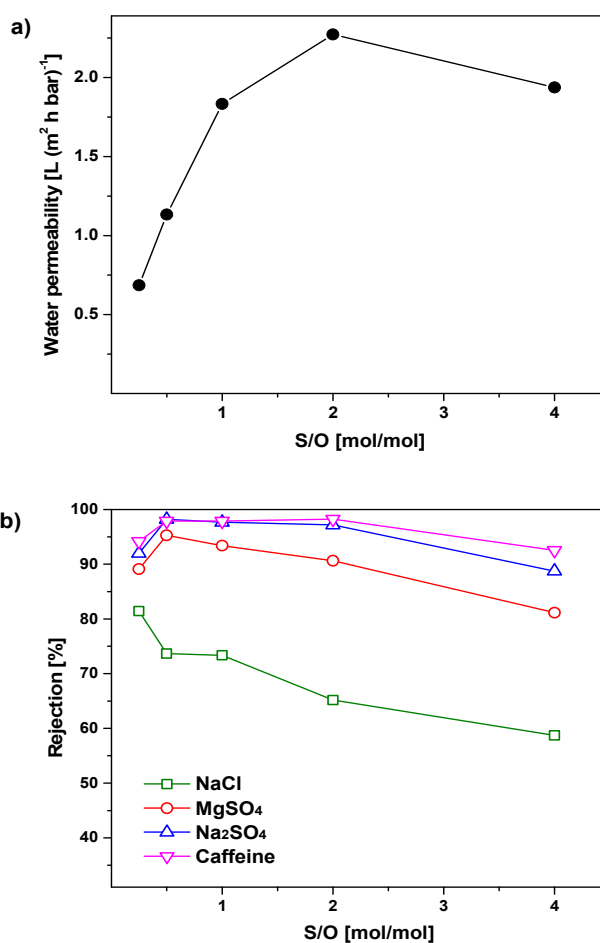 a)
Water permeability [L (m² h bar)⁻¹]
2.0
1.5
1.0
0.5
1 2 3 4
S/O [mol/mol]
b)
Rejection [%]
100
90
80
70
60
50
40
NaCl
MgSO₄
Na₂SO₄
Caffeine
1 2 3 4
S/O [mol/mol]